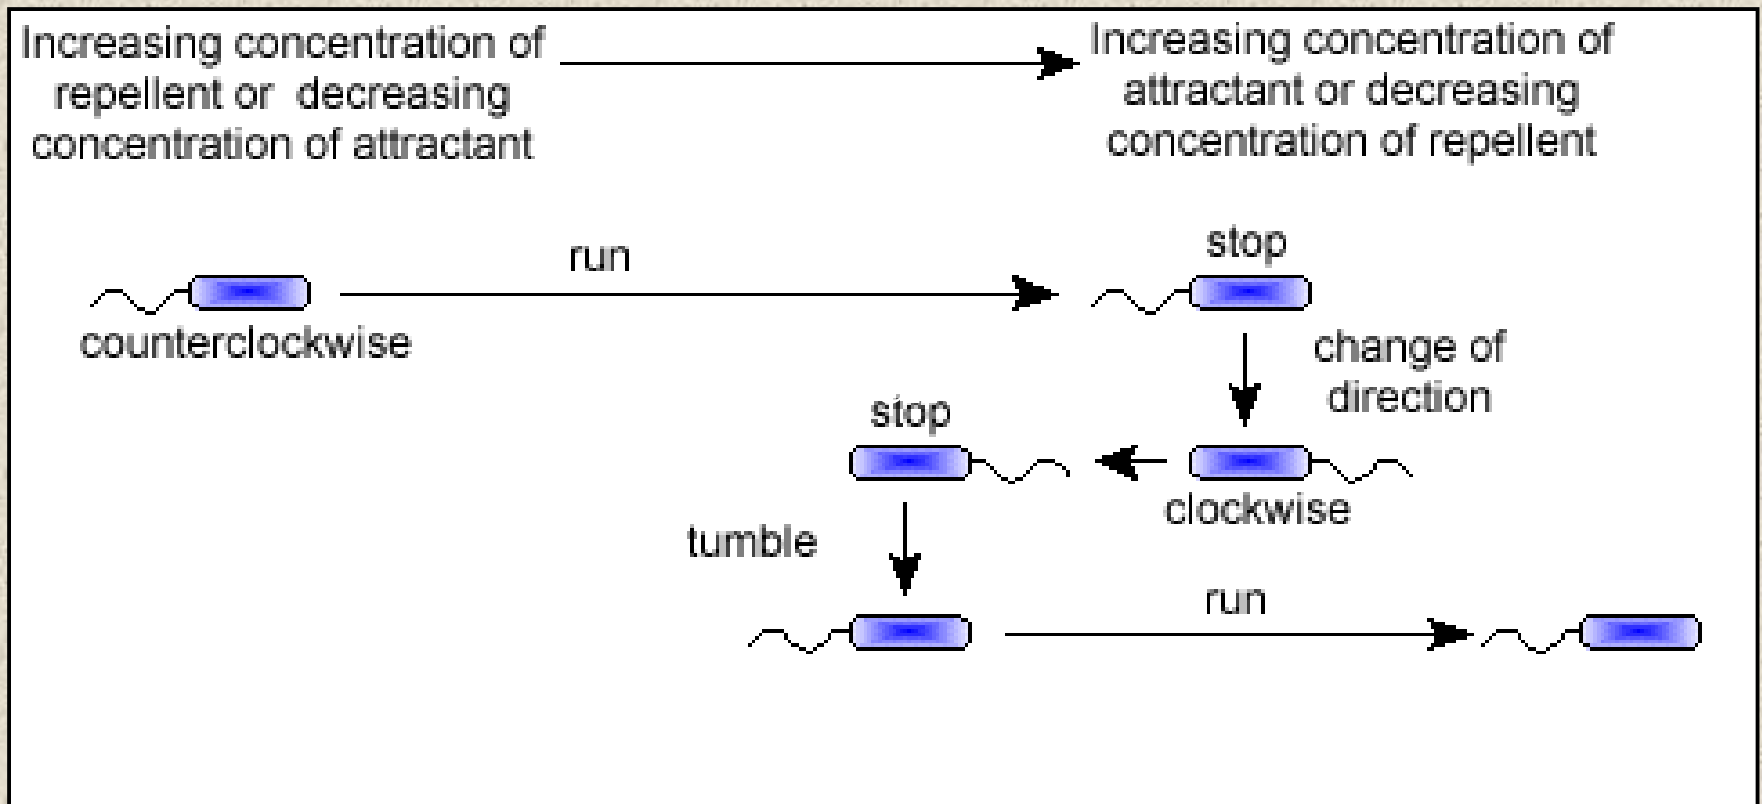 Increasing concentration of
repellent or decreasing
concentration of attractant
Increasing concentration of
attractant or decreasing
concentration of repellent
run
stop
counterclockwise
change of
direction
stop
clockwise
tumble
run